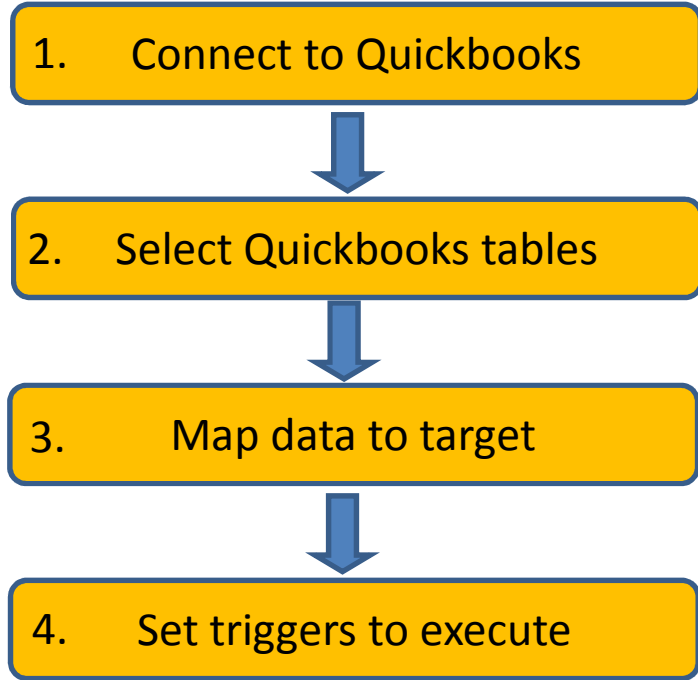 1. Connect to Quickbooks
2. Select Quickbooks tables
3. Map data to target
4. Set triggers to execute